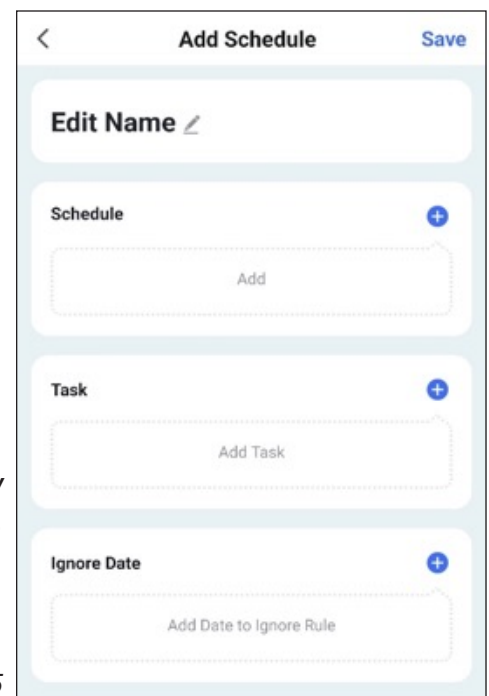 Add Schedule Save
Edit Name
Schedule
Add
Task
Add Task
Ignore Date
Add Date to Ignore Rule